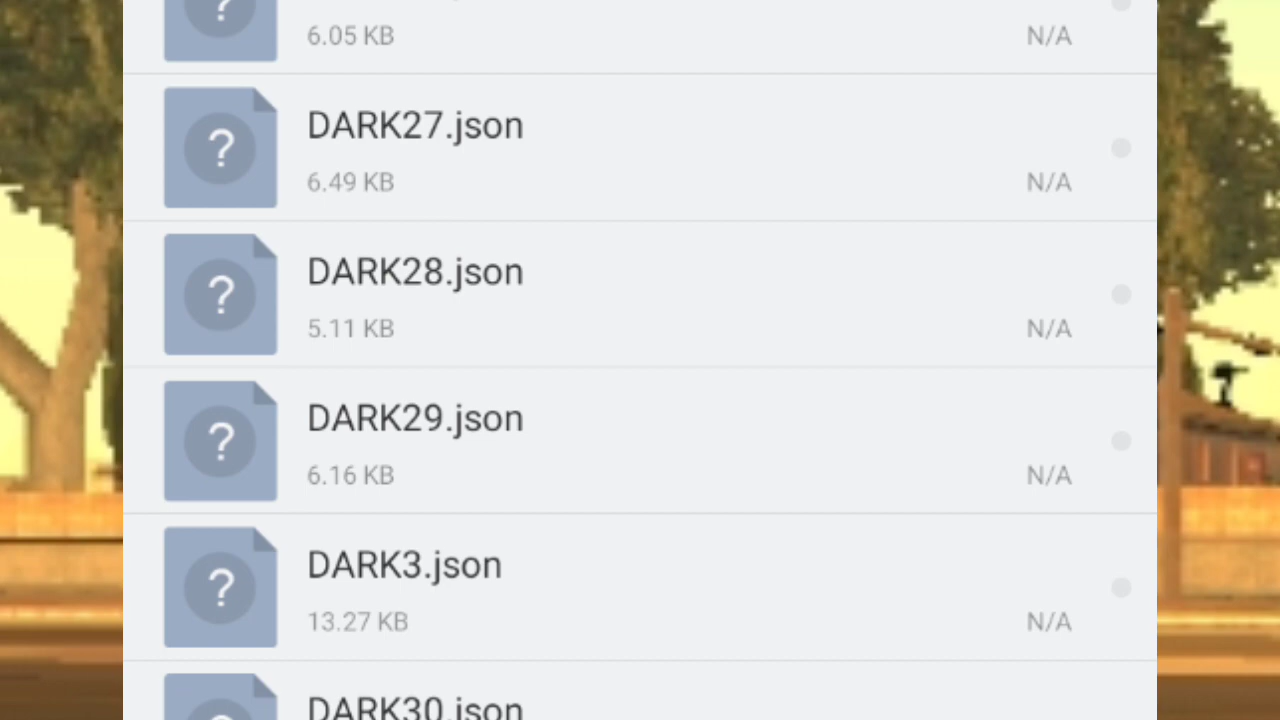 6.05 KB
N/A
DARK27.json
6.49 KB
N/A
DARK28.json
5.11 KB
N/A
DARK29.json
6.16 KB
N/A
DARK3.json
13.27 KB
N/A
DARK30.json